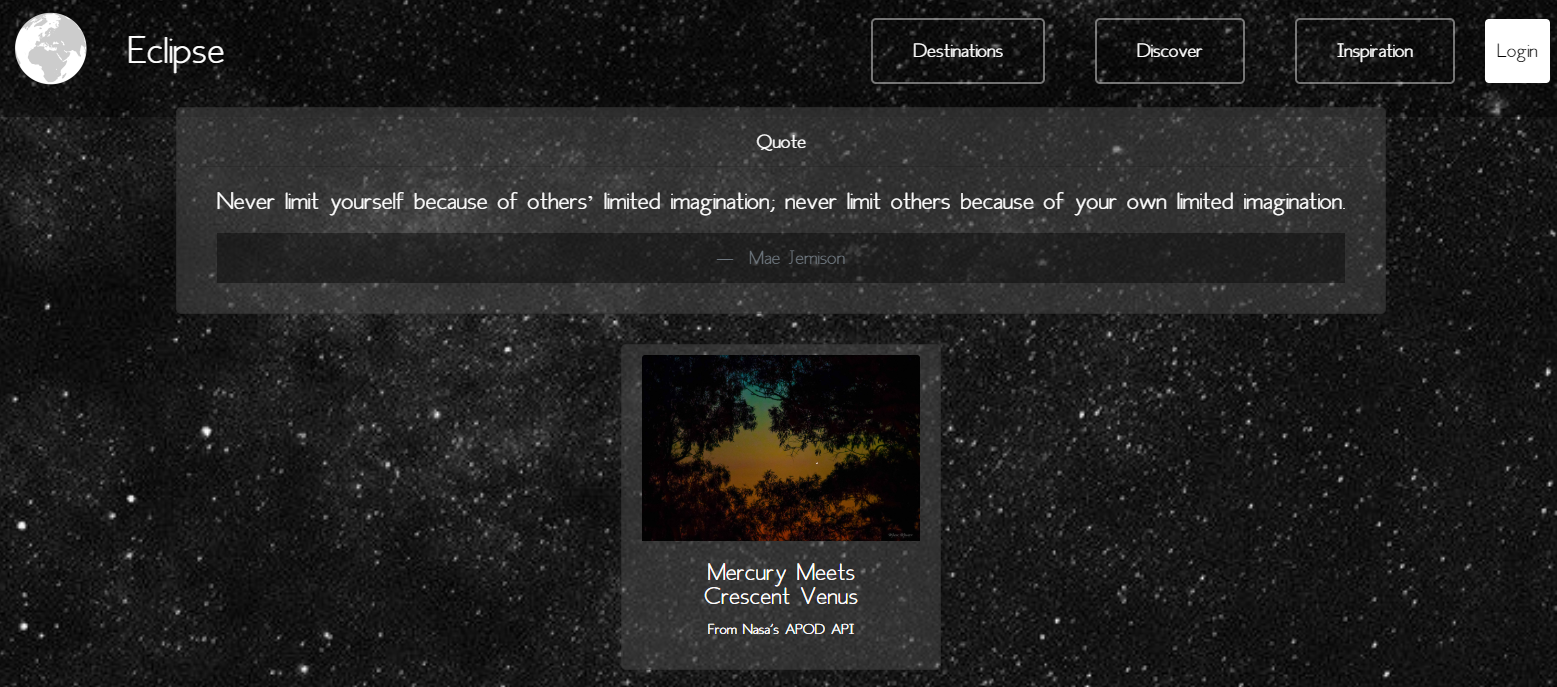 Eclipse
Destinations
Discover
Inspiration
Login
Quote
Never limit yourself because of others’ limited imagination; never limit others because of your own limited imagination.
— Mae Jemison
Mercury Meets
Crescent Venus
From Nasa's APOD API